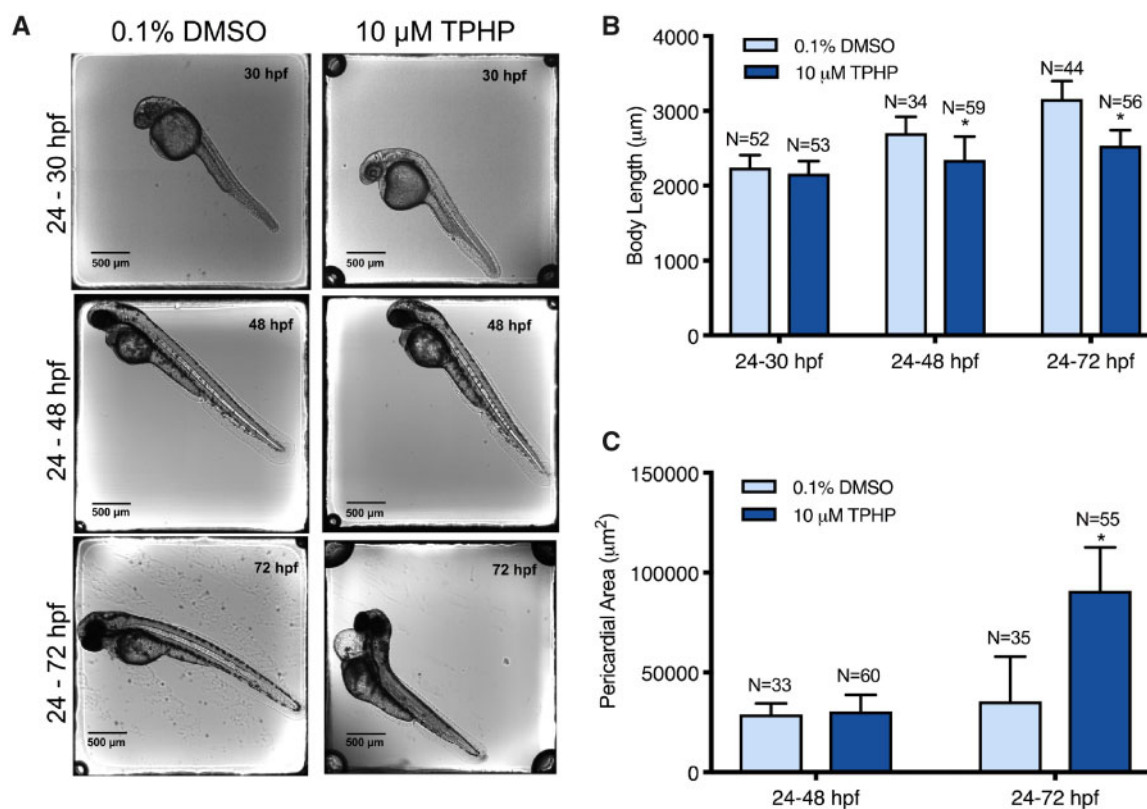 A
0.1% DMSO
10 µM TPHP
24 - 30 hpf
30 hpf
500 µm
30 hpf
500 µm
24 - 48 hpf
48 hpf
500 µm
48 hpf
500 µm
24 - 72 hpf
72 hpf
500 µm
72 hpf
500 µm
B
0.1% DMSO
10 µM TPHP
Body Length (µm)
4000
3000
2000
1000
0
N=52
N=53
N=34
N=59
*
N=44
N=56
*
24-30 hpf
24-48 hpf
24-72 hpf
C
0.1% DMSO
10 µM TPHP
Pericardial Area (µm²)
150000
100000
50000
0
N=33
N=60
N=35
N=55
*
24-48 hpf
24-72 hpf